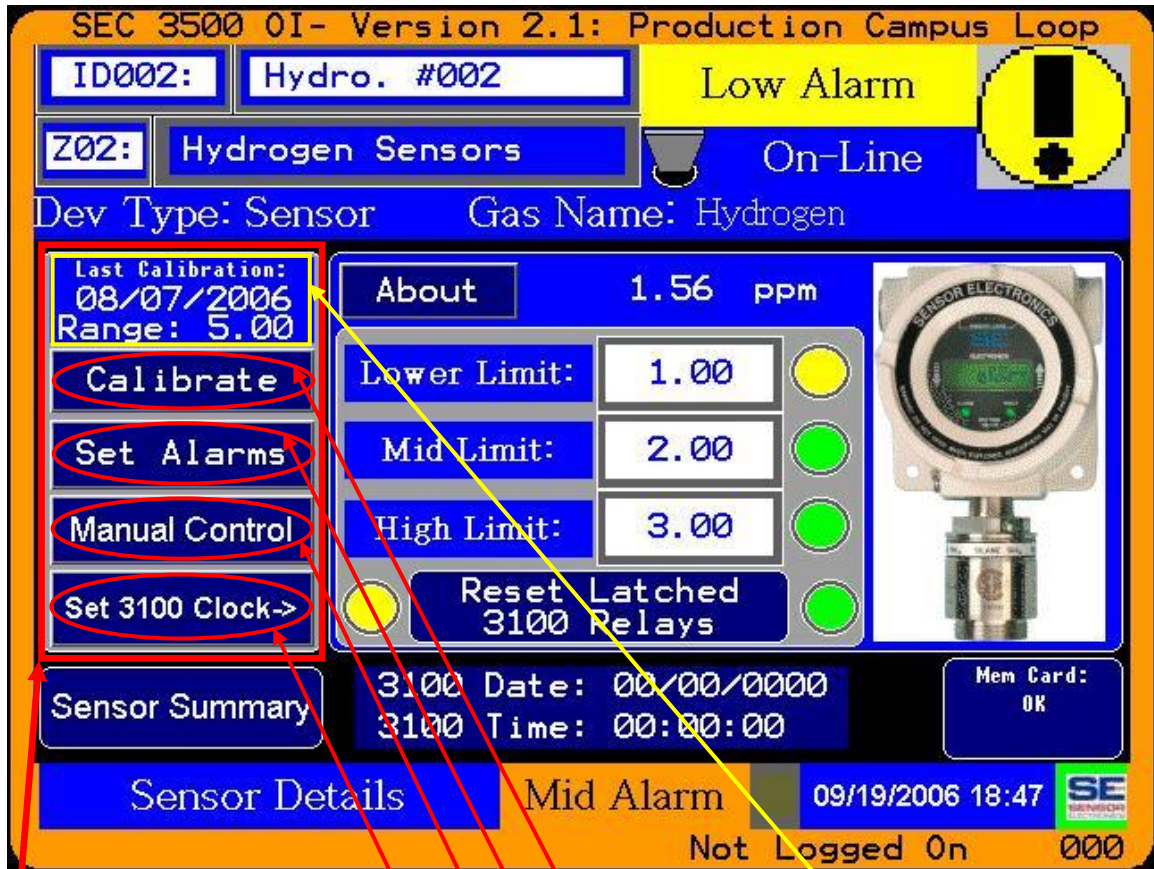 SEC 3500 OI- Version 2.1: Production Campus Loop
ID002: Hydro. #002
Low Alarm
Z02: Hydrogen Sensors
On-Line
Dev Type: Sensor Gas Name: Hydrogen
Last Calibration:
08/07/2006
Range: 5.00
Calibrate
Set Alarms
Manual Control
Set 3100 Clock->
About 1.56 ppm
Lower Limit: 1.00
Mid Limit: 2.00
High Limit: 3.00
Reset Latched
3100 Relays
SENSOR ELECTRONICS
Sensor Summary
3100 Date: 00/00/0000
3100 Time: 00:00:00
Mem Card:
OK
Sensor Details
Mid Alarm
09/19/2006 18:47
SE
SENSOR
Not Logged On 000